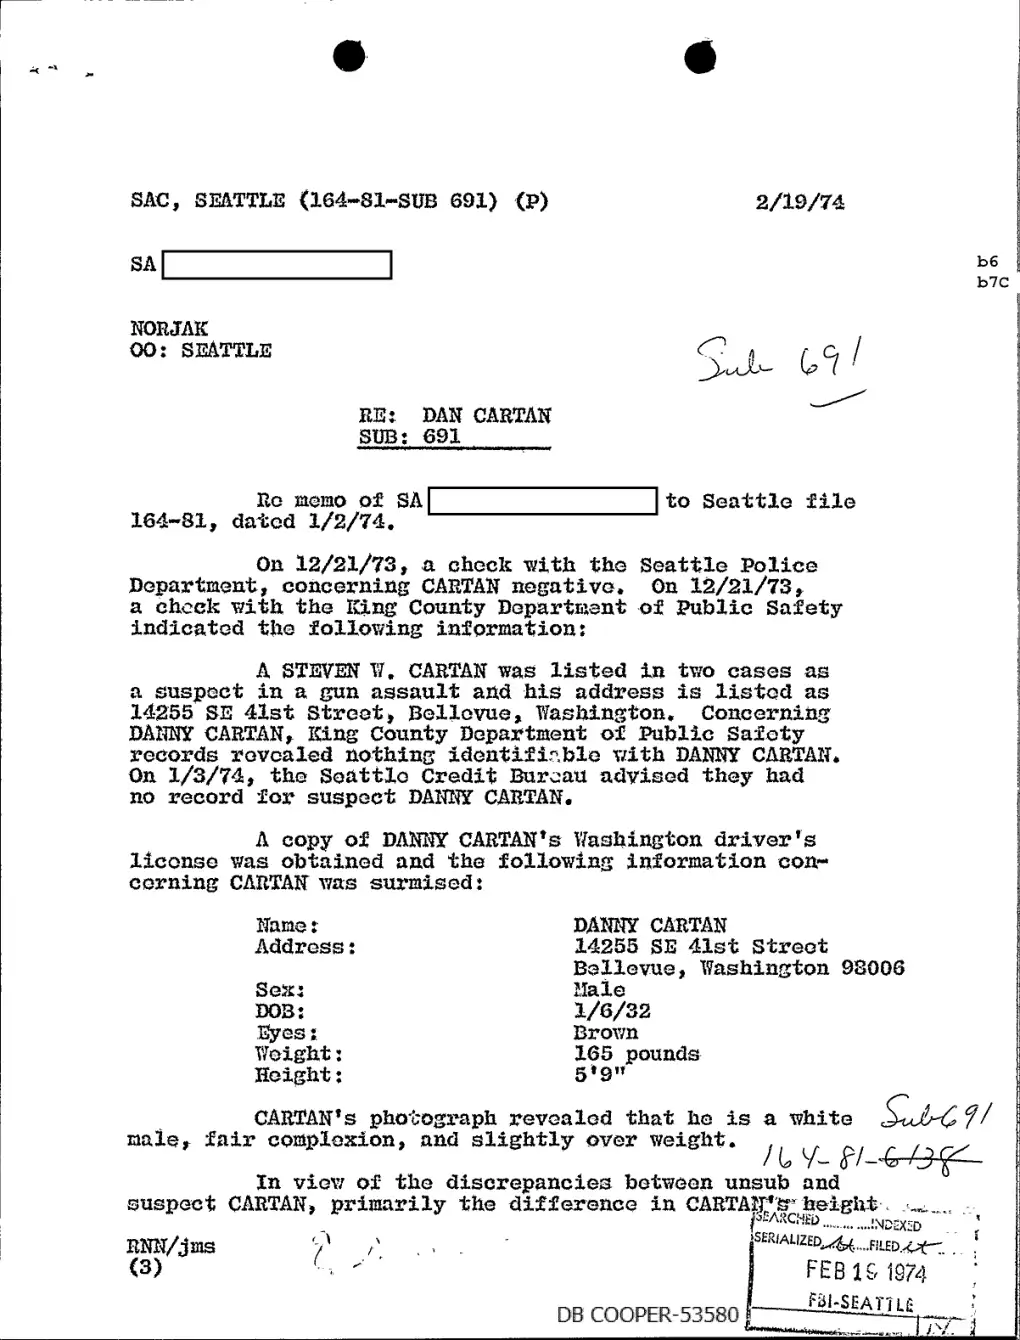 SAC, SEATTLE (164-81-SUB 691) (P) 2/19/74
SA
b6
b7C
NORJAK
OO: SEATTLE
Sub 691
RE: DAN CARTAN
SUB: 691
Re memo of SA to Seattle file
164-81, dated 1/2/74.
On 12/21/73, a check with the Seattle Police
Department, concerning CARTAN negative. On 12/21/73,
a check with the King County Department of Public Safety
indicated the following information:
A STEVEN W. CARTAN was listed in two cases as
a suspect in a gun assault and his address is listed as
14255 SE 41st Street, Bellevue, Washington. Concerning
DANNY CARTAN, King County Department of Public Safety
records revealed nothing identifiable with DANNY CARTAN.
On 1/3/74, the Seattle Credit Bureau advised they had
no record for suspect DANNY CARTAN.
A copy of DANNY CARTAN's Washington driver's
license was obtained and the following information con-
cerning CARTAN was surmised:
Name: DANNY CARTAN
Address: 14255 SE 41st Street
Bellevue, Washington 98006
Sex: Male
DOB: 1/6/32
Eyes: Brown
Weight: 165 pounds
Height: 5'9"
CARTAN's photograph revealed that he is a white
male, fair complexion, and slightly over weight.
Sub 691
164-81-6138
In view of the discrepancies between unsub and
suspect CARTAN, primarily the difference in CARTAN's height
SEARCHED ........ INDEXED
SERIALIZED ..... FILED
FEB 19 1974
FBI-SEATTLE
RNN/jms
(3)
DB COOPER-53580